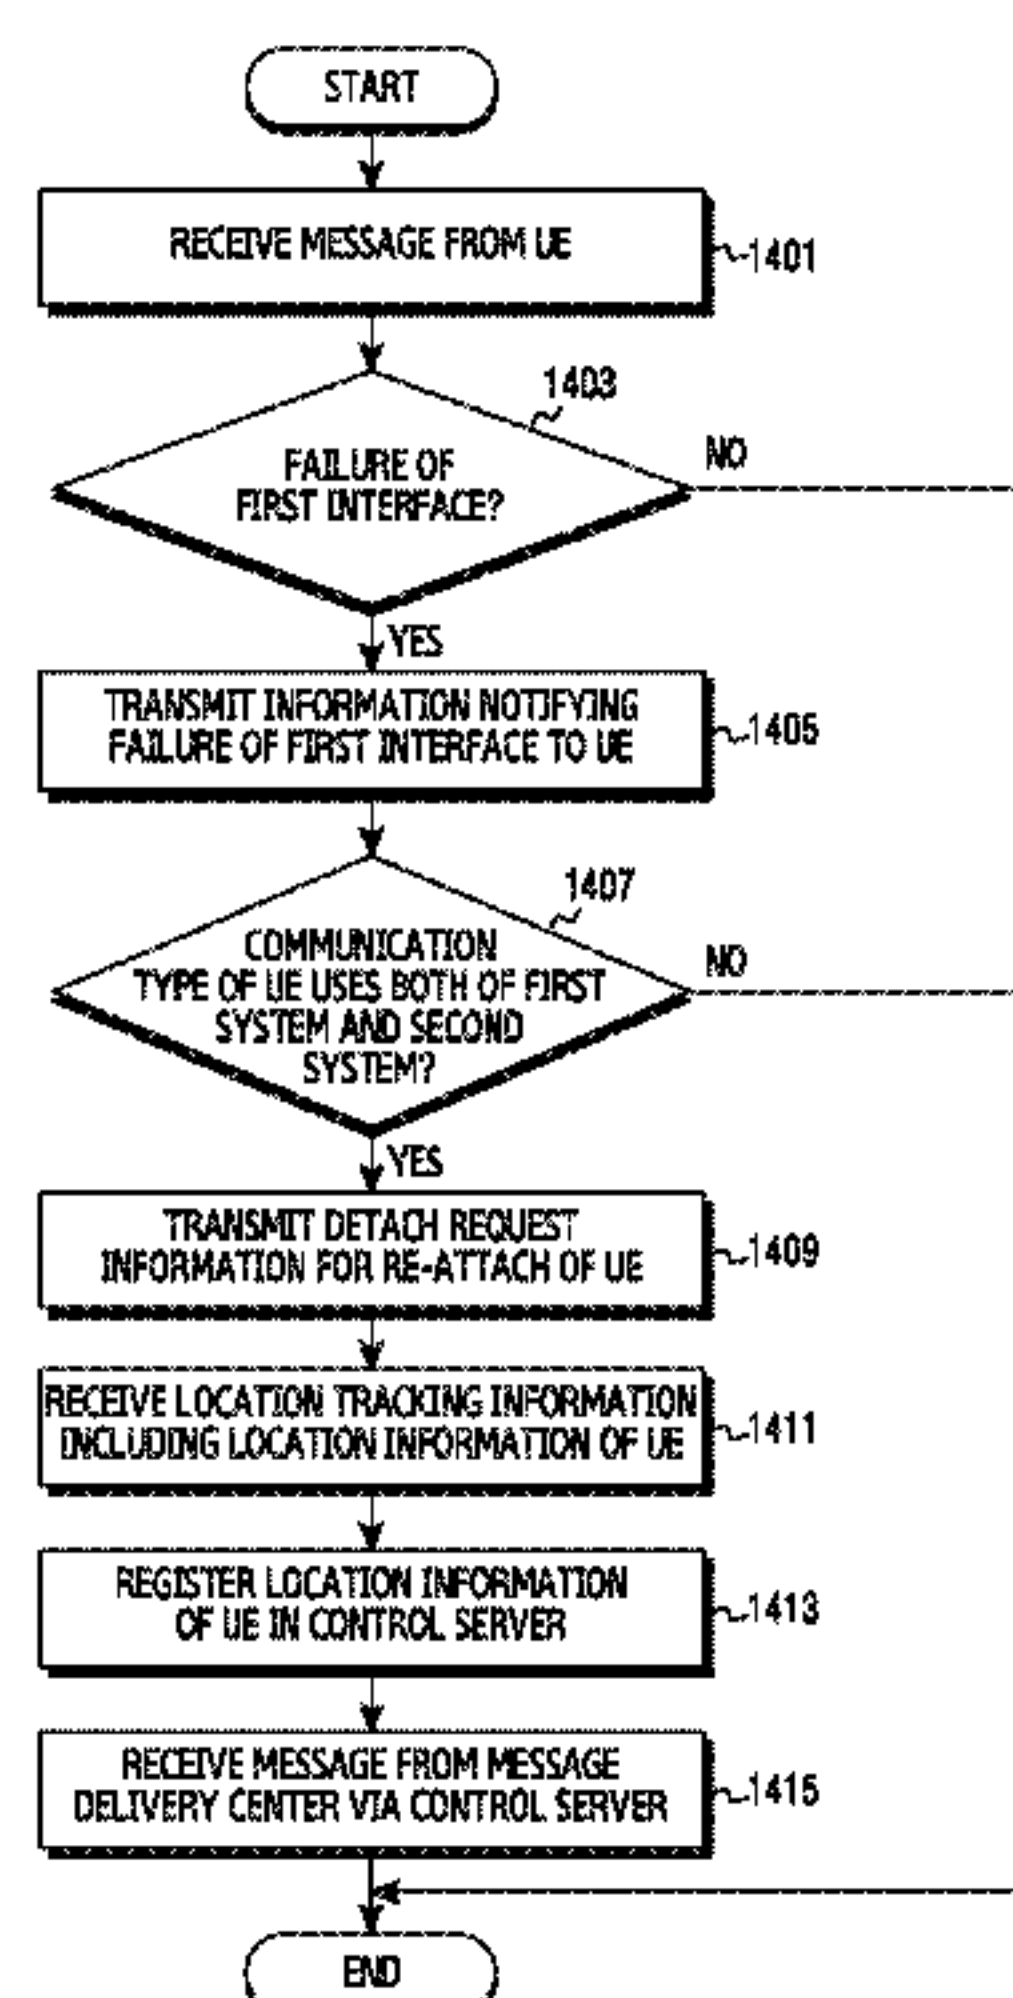 START
RECEIVE MESSAGE FROM UE
1401
1403
FAILURE OF
FIRST INTERFACE?
NO
YES
TRANSMIT INFORMATION NOTIFYING
FAILURE OF FIRST INTERFACE TO UE
1405
1407
COMMUNICATION
TYPE OF UE USES BOTH OF FIRST
SYSTEM AND SECOND
SYSTEM?
NO
YES
TRANSMIT DETACH REQUEST
INFORMATION FOR RE-ATTACH OF UE
1409
RECEIVE LOCATION TRACKING INFORMATION
INCLUDING LOCATION INFORMATION OF UE
1411
REGISTER LOCATION INFORMATION
OF UE IN CONTROL SERVER
1413
RECEIVE MESSAGE FROM MESSAGE
DELIVERY CENTER VIA CONTROL SERVER
1415
END